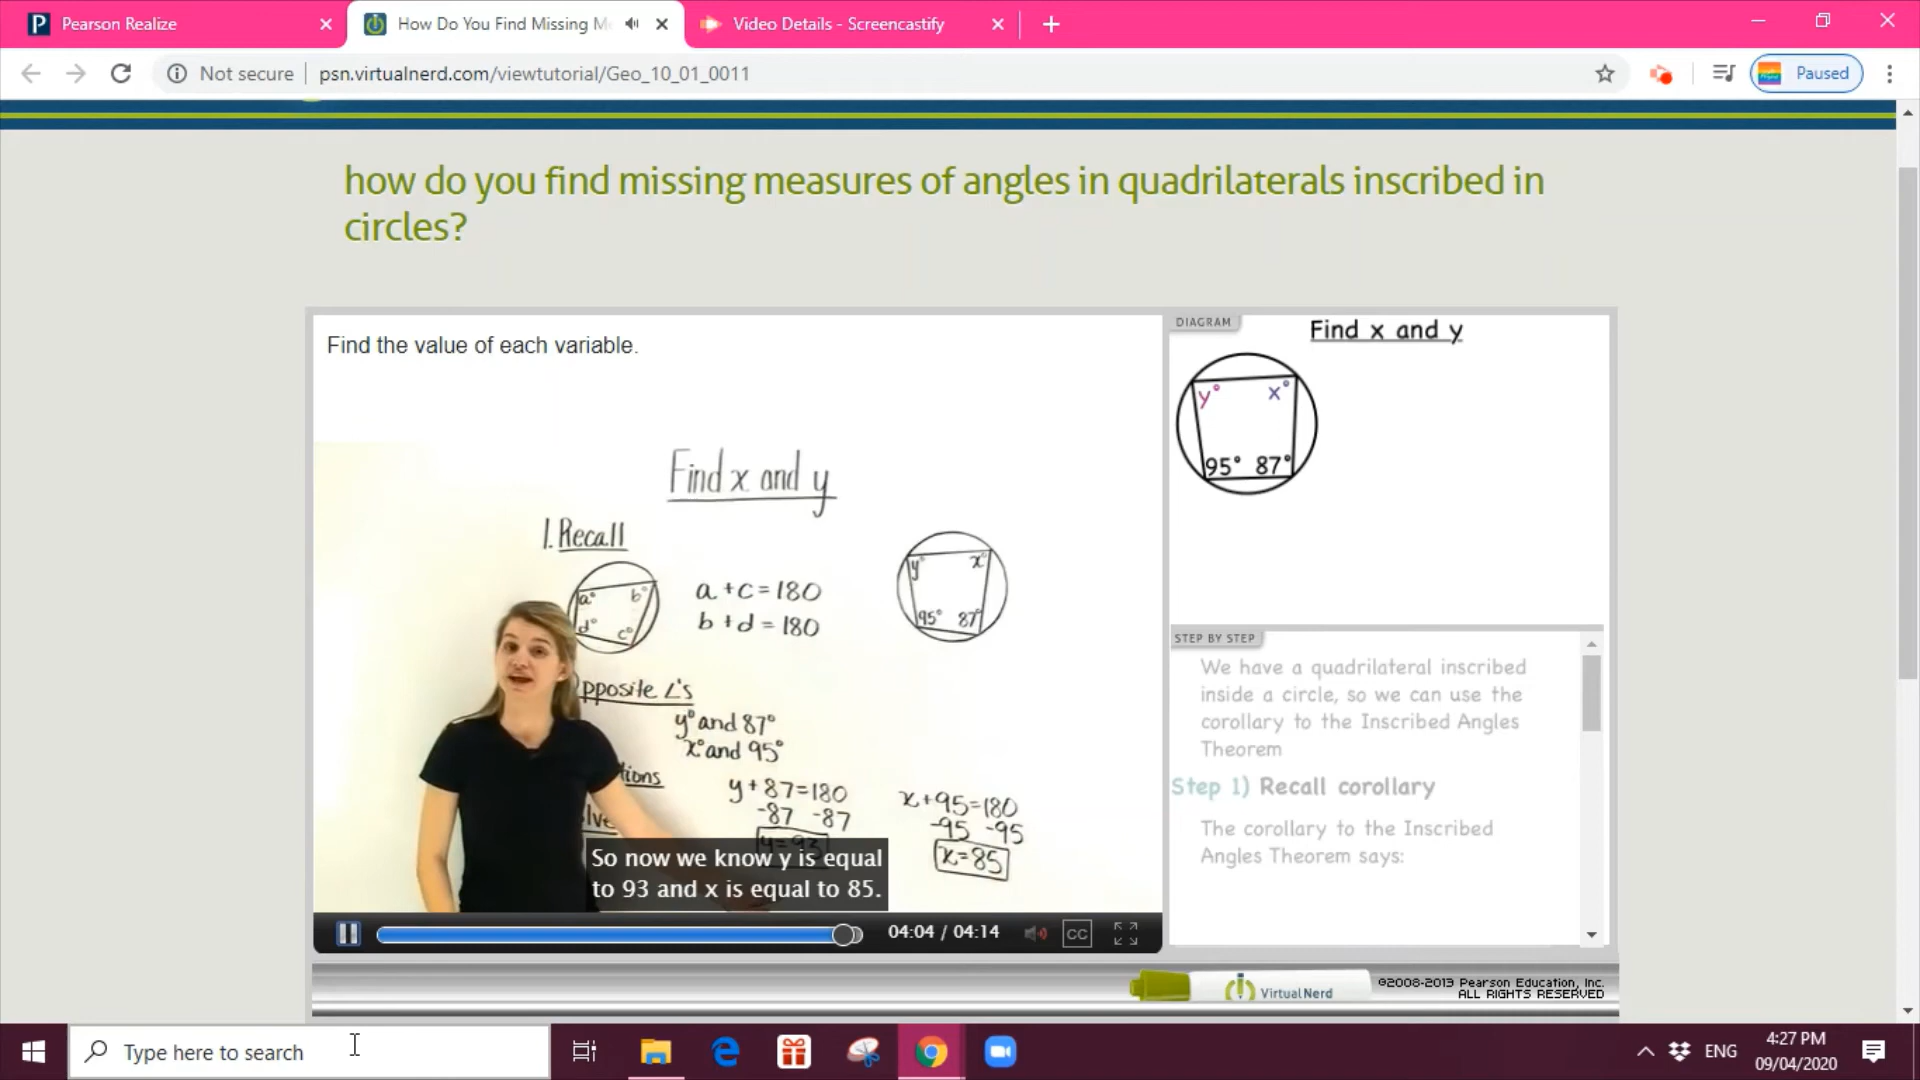 Pearson Realize
How Do You Find Missing M
Video Details - Screencastify
Not secure
psn.virtualnerd.com/viewtutorial/Geo_10_01_0011
Paused
how do you find missing measures of angles in quadrilaterals inscribed in
circles?
Find the value of each variable.
Find x and y
1. Recall
a° b°
d° c°
a + c = 180
b + d = 180
y° x°
95° 87°
pposite ∠'s
y° and 87°
x° and 95°
tions
lve
y + 87 = 180
-87 -87
y = 93
x + 95 = 180
-95 -95
x = 85
So now we know y is equal
to 93 and x is equal to 85.
04:04 / 04:14
CC
DIAGRAM
Find x and y
y° x°
95° 87°
STEP BY STEP
We have a quadrilateral inscribed
inside a circle, so we can use the
corollary to the Inscribed Angles
Theorem
Step 1) Recall corollary
The corollary to the Inscribed
Angles Theorem says:
VirtualNerd
©2008-2013 Pearson Education, Inc.
ALL RIGHTS RESERVED
Type here to search
ENG
4:27 PM
09/04/2020